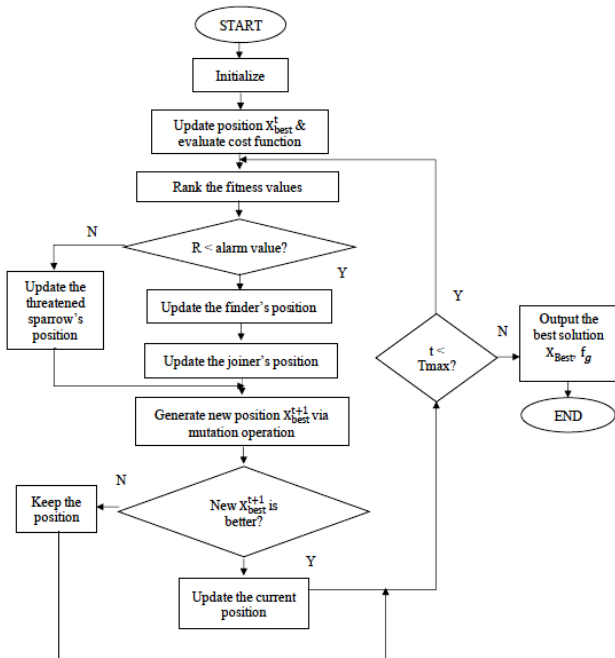 START
Initialize
Update position X^t_best &
evaluate cost function
Rank the fitness values
N
R < alarm value?
Y
Update the
threatened
sparrow's
position
Update the finder's position
Update the joiner's position
Generate new position X^{t+1}_best via
mutation operation
N
Keep the
position
New X^{t+1}_best is
better?
Y
Update the current
position
Y
t <
Tmax?
N
Output the
best solution
X_Best, f_g
END